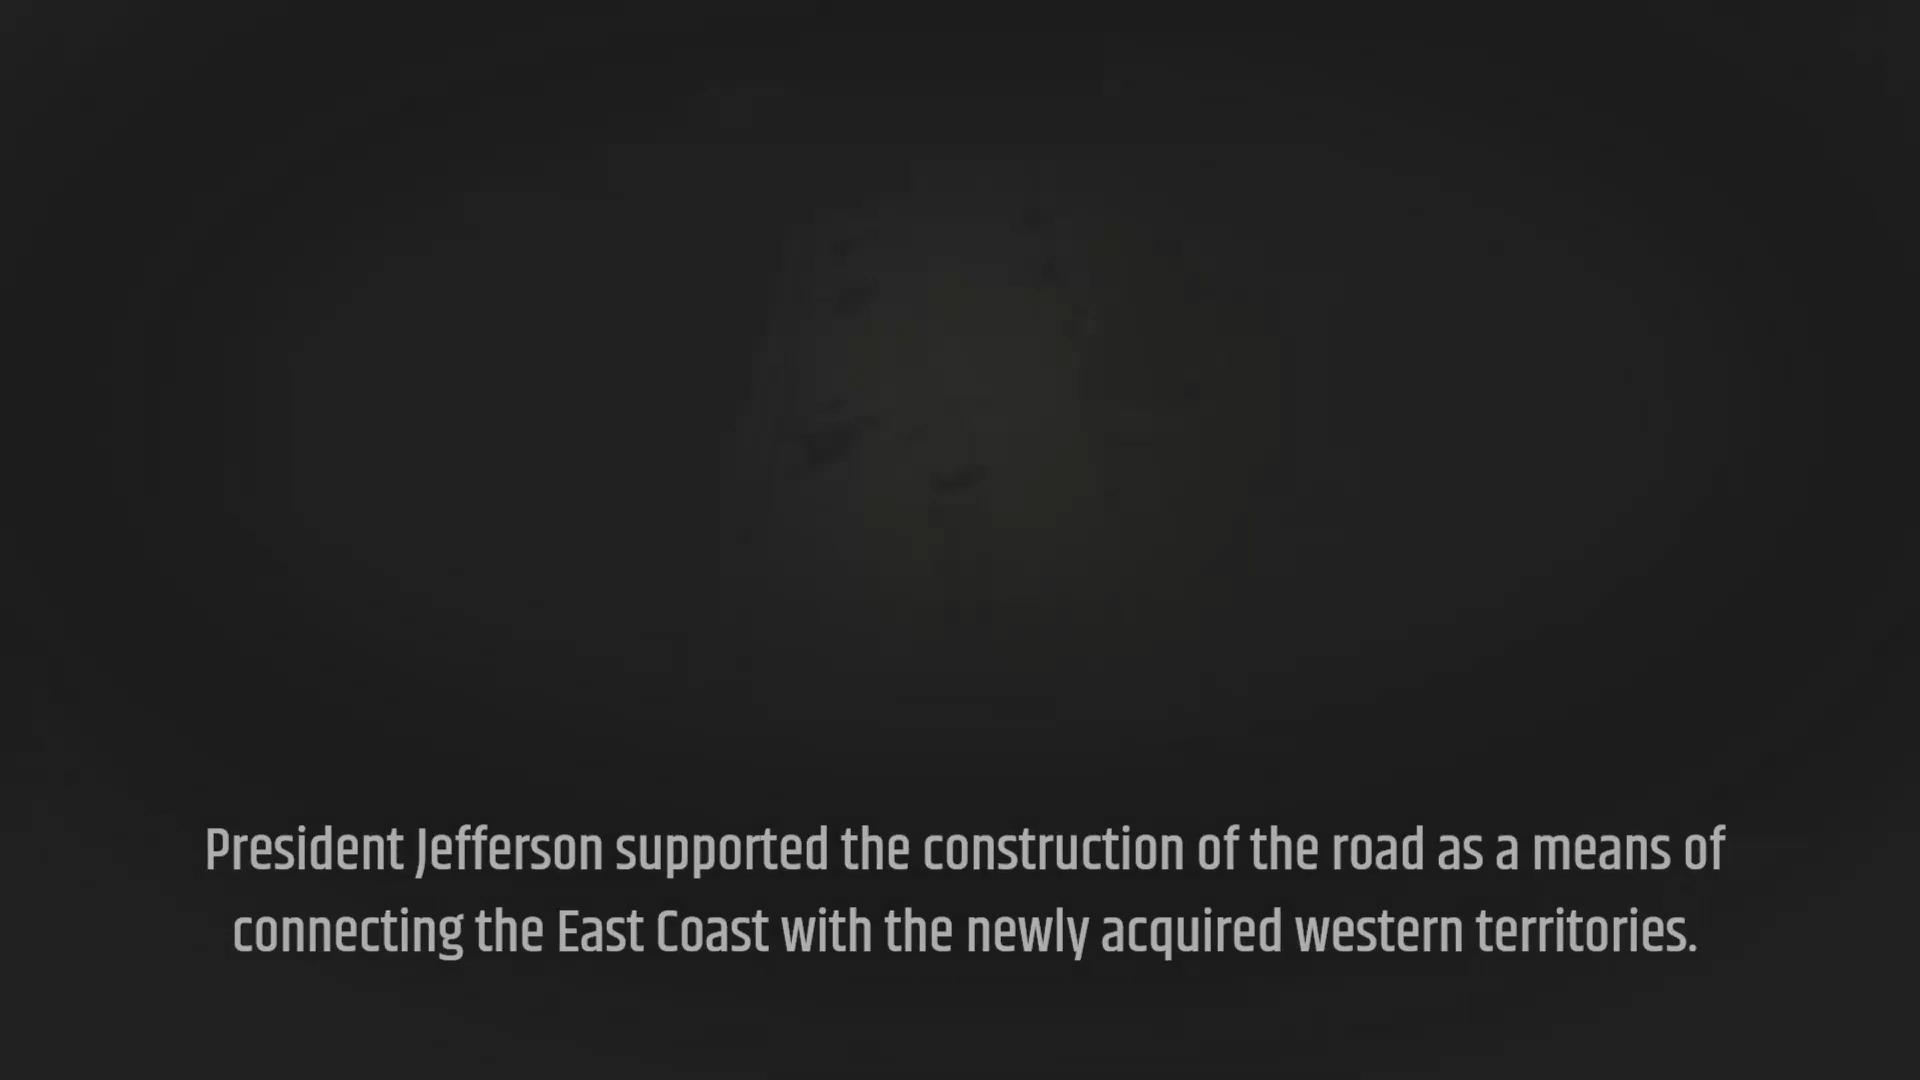 President Jefferson supported the construction of the road as a means of
connecting the East Coast with the newly acquired western territories.